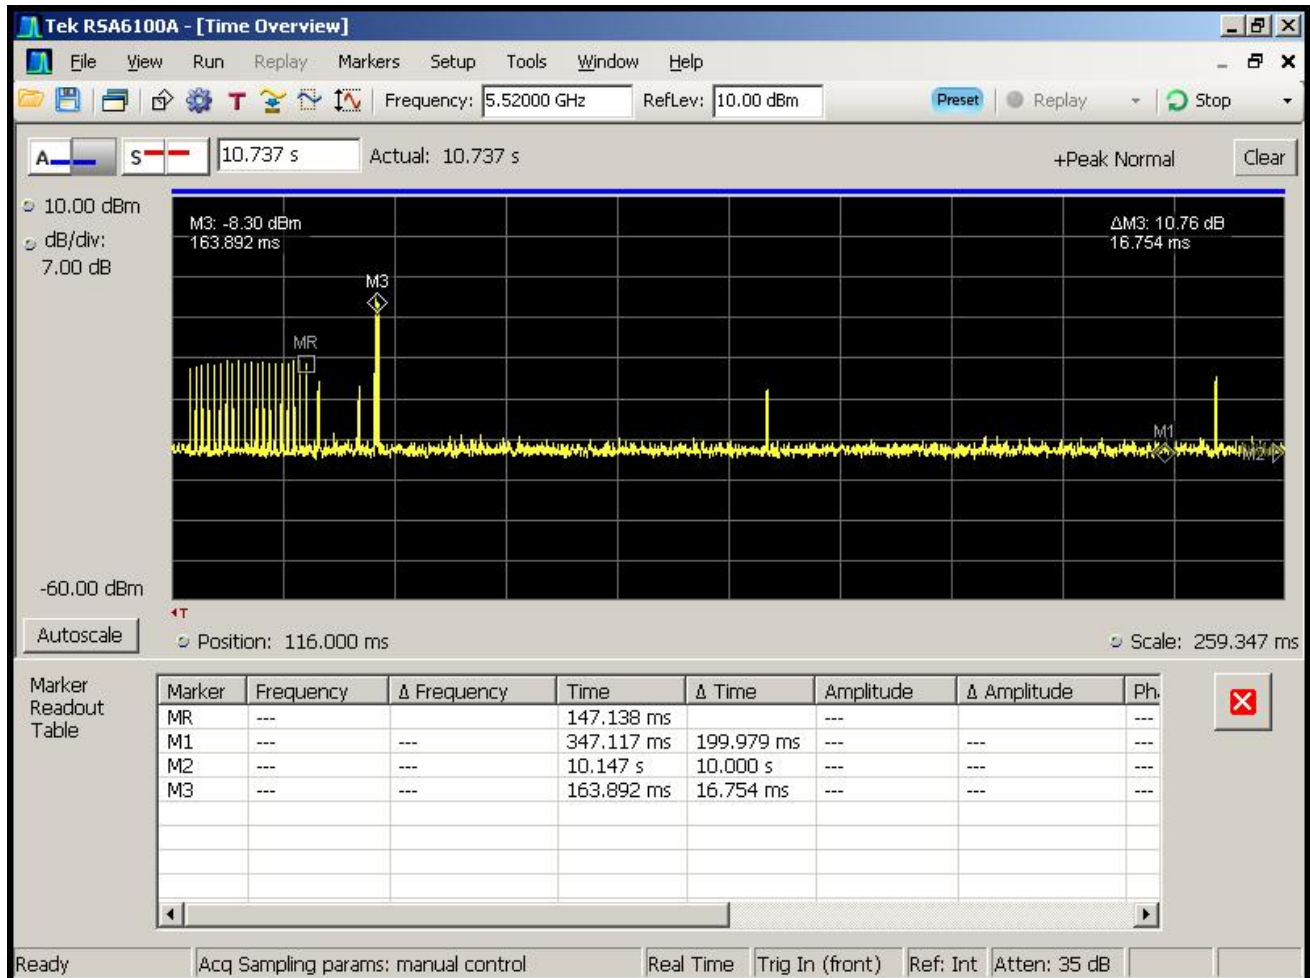 Tek RSA6100A - [Time Overview]
File View Run Replay Markers Setup Tools Window Help
T Frequency: 5.52000 GHz RefLev: 10.00 dBm Preset Replay Stop
A S 10.737 s Actual: 10.737 s +Peak Normal Clear
10.00 dBm
dB/div:
7.00 dB
M3: -8.30 dBm
163.892 ms
ΔM3: 10.76 dB
16.754 ms
M3
MR
M1
M2
-60.00 dBm
T
Autoscale Position: 116.000 ms Scale: 259.347 ms
Marker
Readout
Table
Marker Frequency Δ Frequency Time Δ Time Amplitude Δ Amplitude Ph
MR --- 147.138 ms --- ---
M1 --- --- 347.117 ms 199.979 ms --- --- ---
M2 --- --- 10.147 s 10.000 s --- --- ---
M3 --- --- 163.892 ms 16.754 ms --- --- ---
Ready Acq Sampling params: manual control Real Time Trig In (front) Ref: Int Atten: 35 dB